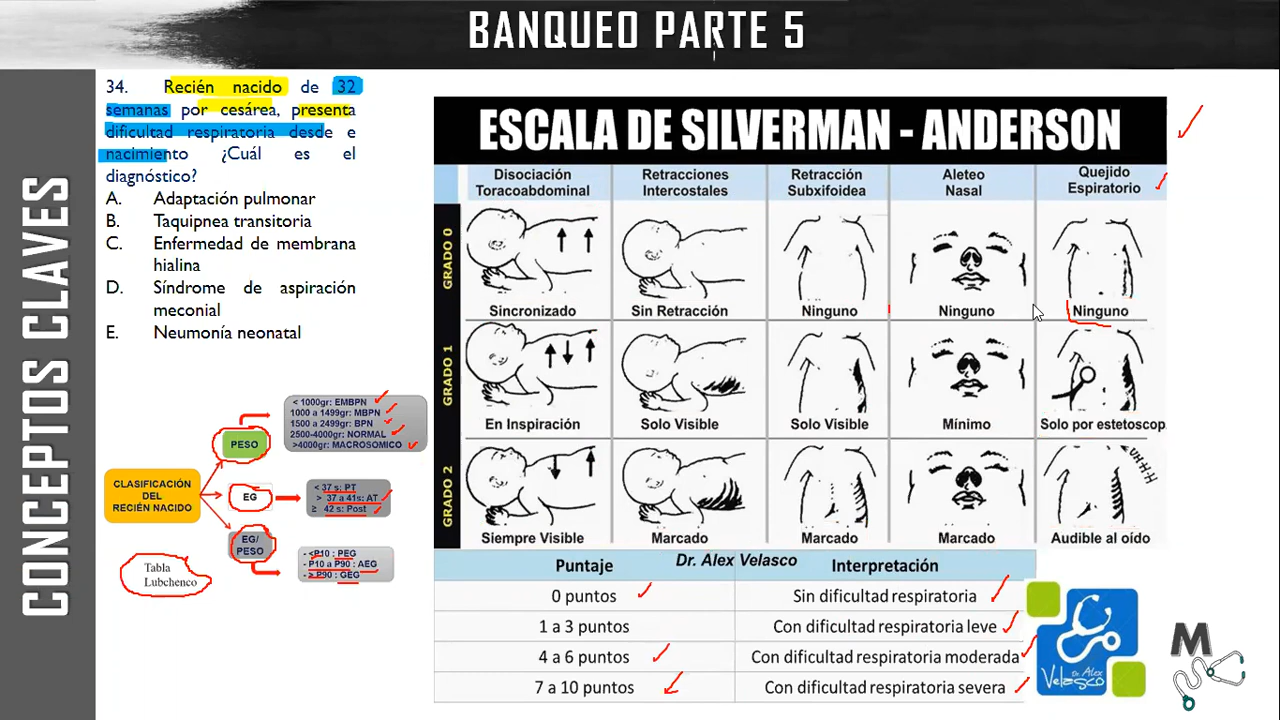 BANQUEO PARTE 5
CONCEPTOS CLAVES
34. Recién nacido de 32
semanas por cesárea, presenta
dificultad respiratoria desde e
nacimiento ¿Cuál es el
diagnóstico?
A. Adaptación pulmonar
B. Taquipnea transitoria
C. Enfermedad de membrana
hialina
D. Síndrome de aspiración
meconial
E. Neumonía neonatal
CLASIFICACIÓN
DEL
RECIÉN NACIDO
PESO
< 1000gr: EMBPN
1000 a 1499gr: MBPN
1500 a 2499gr: BPN
2500-4000gr: NORMAL
>4000gr: MACROSOMICO
EG
< 37 s: PT
> 37 a 41s: AT
≥ 42 s: Post
EG/
PESO
- <P10 : PEG
- P10 a P90 : AEG
- > P90 : GEG
Tabla
Lubchenco
ESCALA DE SILVERMAN - ANDERSON
Disociación
Toracoabdominal
Retracciones
Intercostales
Retracción
Subxifoidea
Aleteo
Nasal
Quejido
Espiratorio
GRADO 0
Sincronizado
Sin Retracción
Ninguno
Ninguno
Ninguno
GRADO 1
En Inspiración
Solo Visible
Solo Visible
Mínimo
Solo por estetoscop
GRADO 2
Siempre Visible
Marcado
Marcado
Marcado
Audible al oído
Puntaje
Dr. Alex Velasco
Interpretación
0 puntos
Sin dificultad respiratoria
1 a 3 puntos
Con dificultad respiratoria leve
4 a 6 puntos
Con dificultad respiratoria moderada
7 a 10 puntos
Con dificultad respiratoria severa
Dr. Alex
Velasco
M